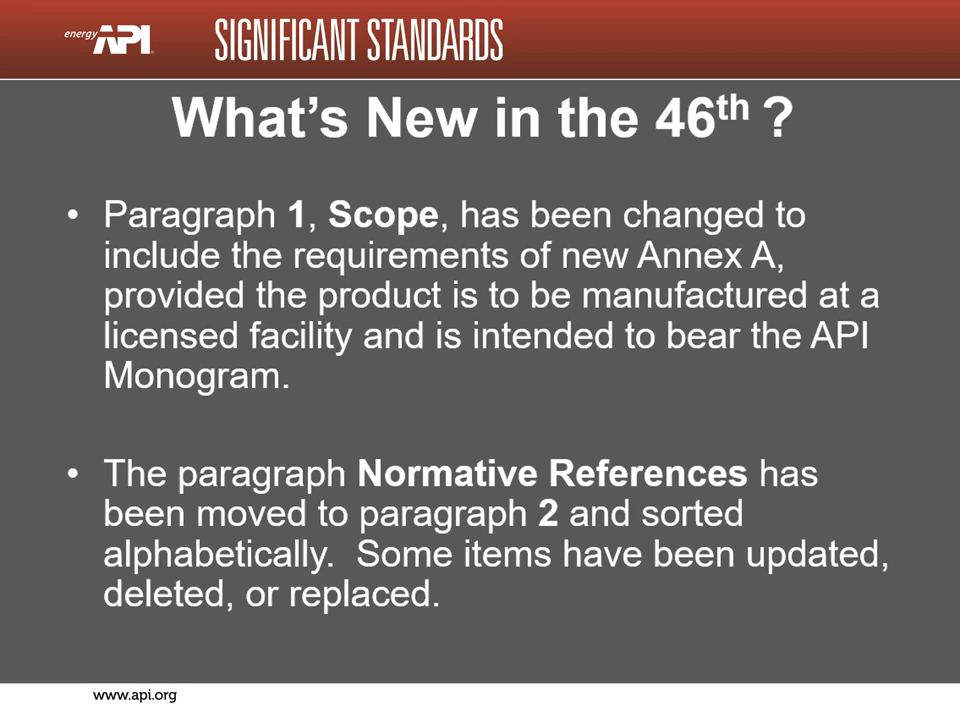 energy API
SIGNIFICANT STANDARDS
What's New in the 46th ?
• Paragraph 1, Scope, has been changed to
include the requirements of new Annex A,
provided the product is to be manufactured at a
licensed facility and is intended to bear the API
Monogram.
• The paragraph Normative References has
been moved to paragraph 2 and sorted
alphabetically.  Some items have been updated,
deleted, or replaced.
www.api.org